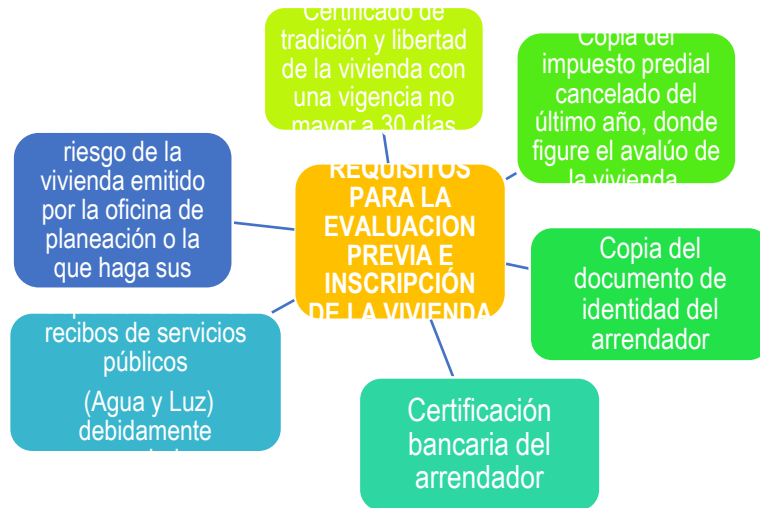 Certificado de
tradición y libertad
de la vivienda con
una vigencia no
mayor a 30 días
Copia del
impuesto predial
cancelado del
último año, donde
figure el avalúo de
la vivienda
REQUISITOS
PARA LA
EVALUACION
PREVIA E
INSCRIPCIÓN
DE LA VIVIENDA
Copia del
documento de
identidad del
arrendador
Certificación
bancaria del
arrendador
recibos de servicios
públicos
(Agua y Luz)
debidamente
riesgo de la
vivienda emitido
por la oficina de
planeación o la
que haga sus